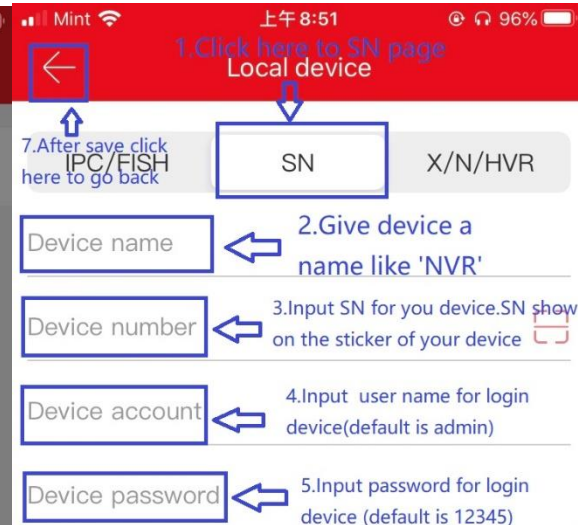 Mint 上午 8:51 96%
1.Click here to SN page
Local device
7.After save click
here to go back
IPC/FISH SN X/N/HVR
Device name
2.Give device a
name like 'NVR'
Device number
3.Input SN for you device.SN show
on the sticker of your device
Device account
4.Input user name for login
device(default is admin)
Device password
5.Input password for login
device (default is 12345)